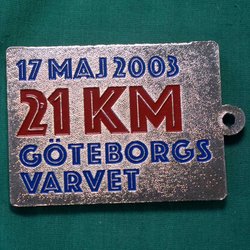 17 MAJ 2003
21 KM
GÖTEBORGS
VARVET